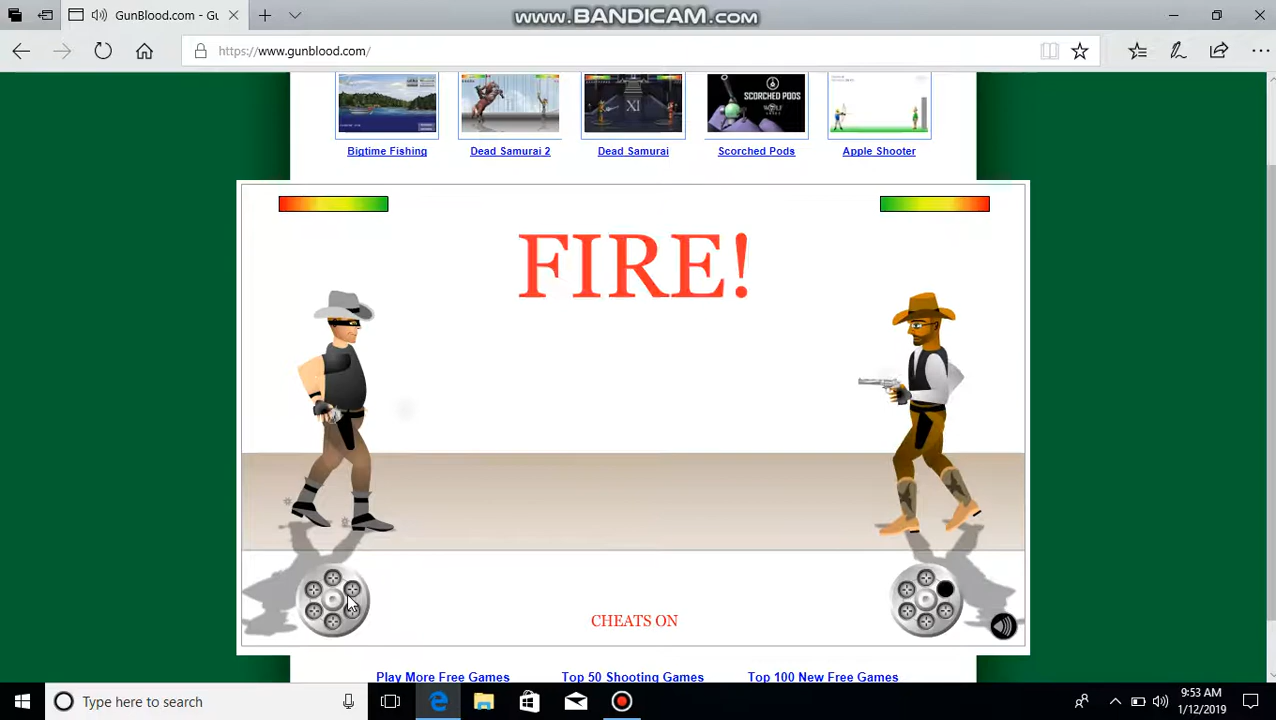 GunBlood.com - Gu
www.BANDICAM.com
https://www.gunblood.com/
XI
SCORCHED PODS
Bigtime Fishing
Dead Samurai 2
Dead Samurai
Scorched Pods
Apple Shooter
FIRE!
CHEATS ON
Play More Free Games
Top 50 Shooting Games
Top 100 New Free Games
Type here to search
9:53 AM
1/12/2019